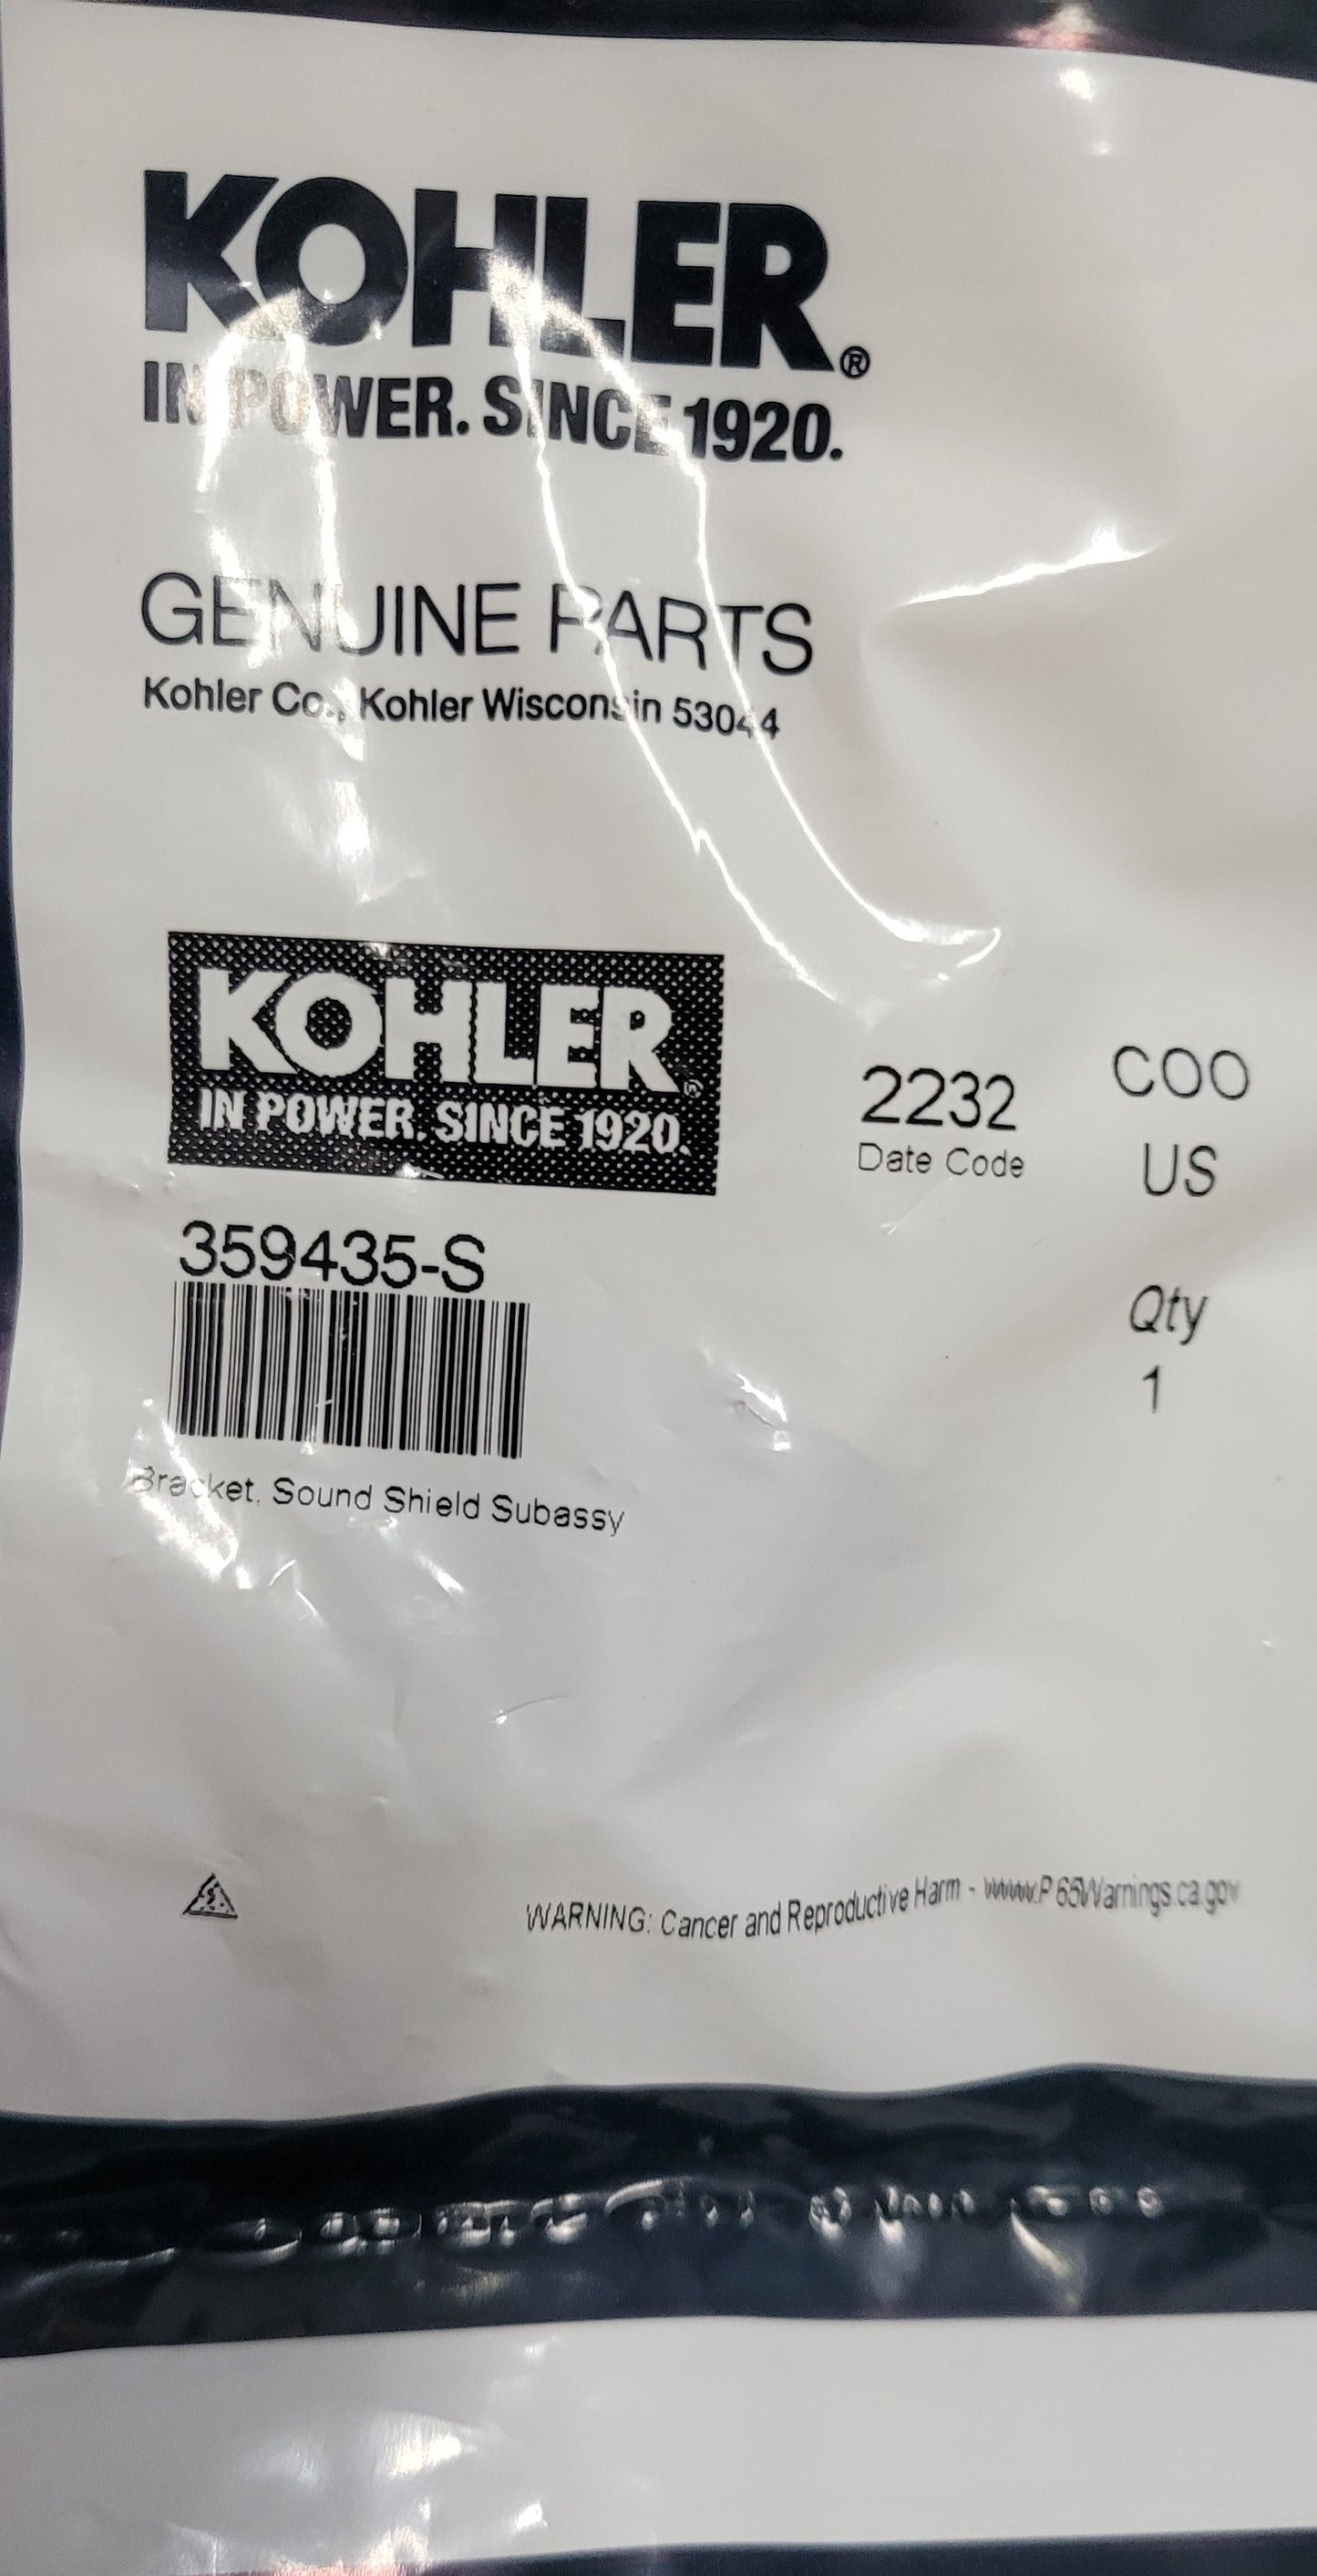 KOHLER®
IN POWER. SINCE 1920.
GENUINE PARTS
Kohler Co., Kohler Wisconsin 53044
KOHLER®
IN POWER. SINCE 1920.
2232
Date Code
COO
US
359435-S
Qty
1
Bracket, Sound Shield Subassy
WARNING: Cancer and Reproductive Harm - www.P65Warnings.ca.gov